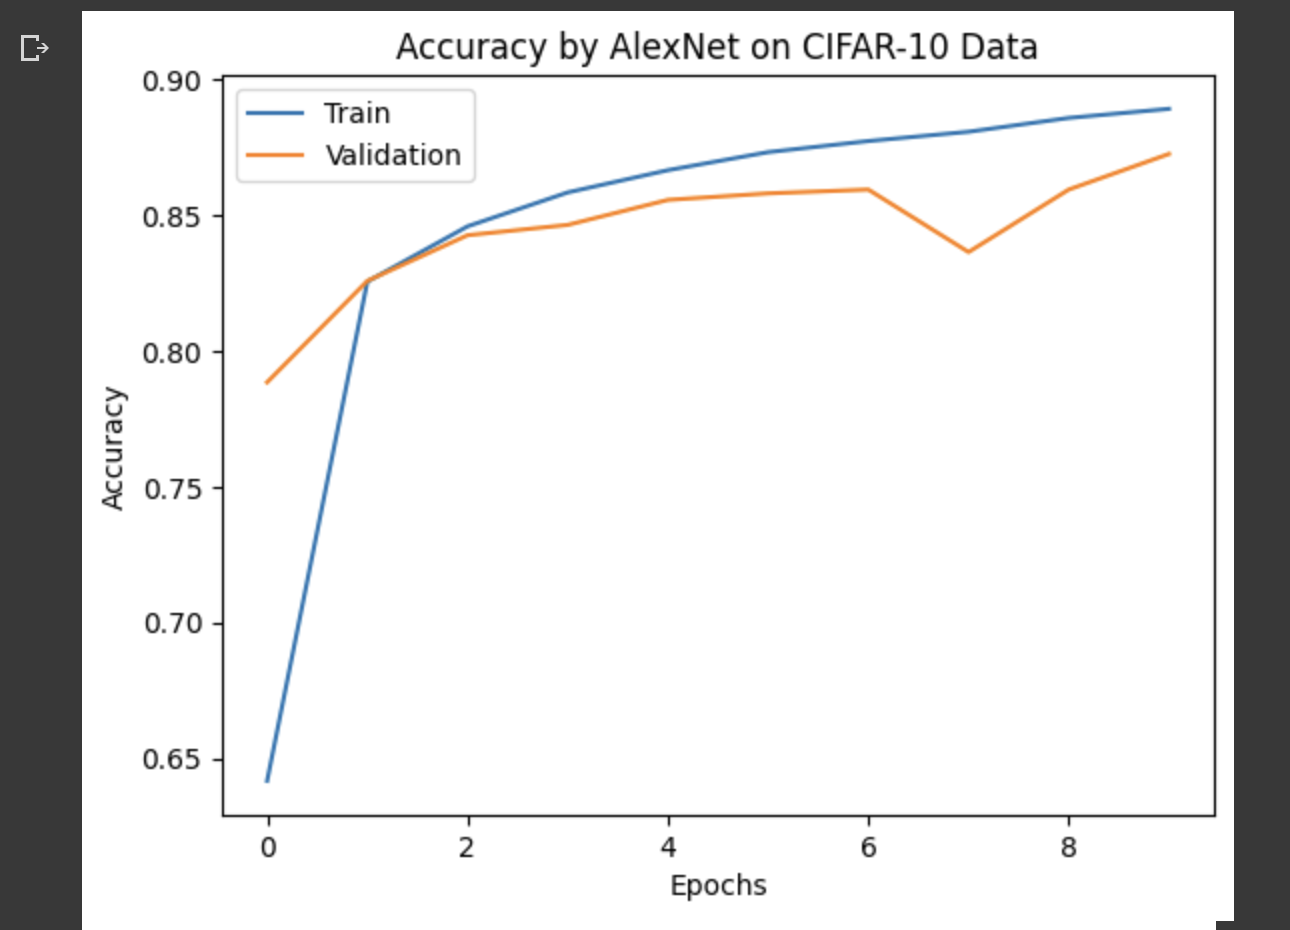 Accuracy by AlexNet on CIFAR-10 Data
0.90
Train
Validation
0.85
0.80
Accuracy
0.75
0.70
0.65
0 2 4 6 8
Epochs